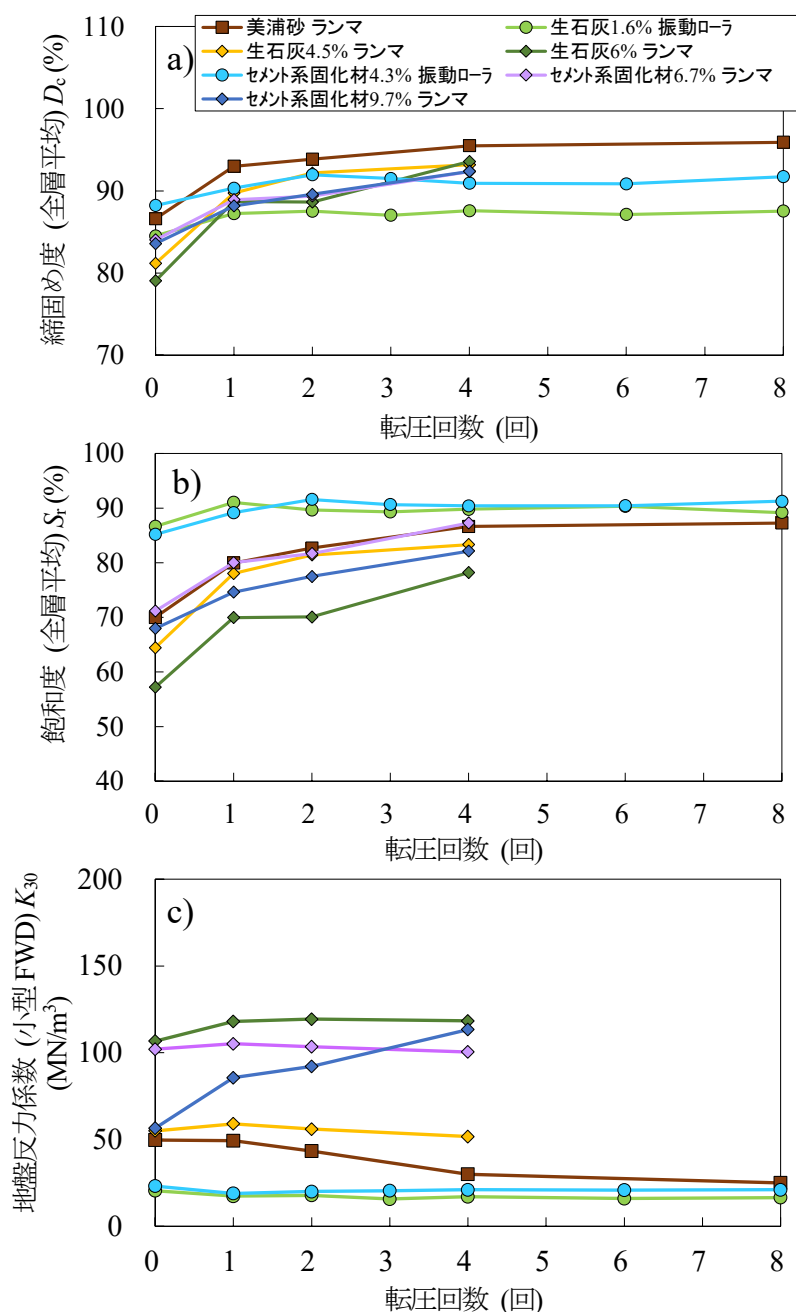 a)
美浦砂 ランマ
生石灰1.6% 振動ローラ
生石灰4.5% ランマ
生石灰6% ランマ
セメント系固化材4.3% 振動ローラ
セメント系固化材6.7% ランマ
セメント系固化材9.7% ランマ
締固め度 (全層平均) Dc (%)
110
100
90
80
70
0 1 2 3 4 5 6 7 8
転圧回数 (回)
b)
飽和度 (全層平均) Sr (%)
100
90
80
70
60
50
40
0 1 2 3 4 5 6 7 8
転圧回数 (回)
c)
地盤反力係数 (小型 FWD) K30
(MN/m³)
200
150
100
50
0
0 1 2 3 4 5 6 7 8
転圧回数 (回)